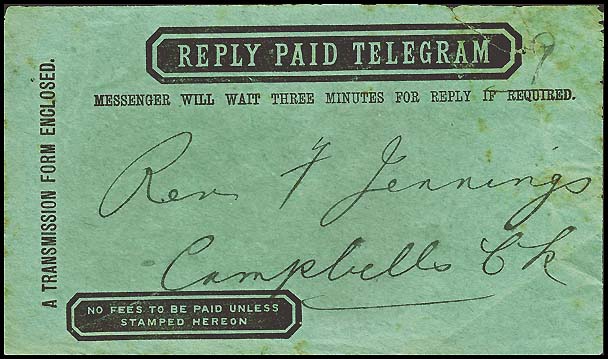 REPLY PAID TELEGRAM
MESSENGER WILL WAIT THREE MINUTES FOR REPLY IF REQUIRED.
A TRANSMISSION FORM ENCLOSED.
Rev F Jennings
Campbells Ck
NO FEES TO BE PAID UNLESS
STAMPED HEREON